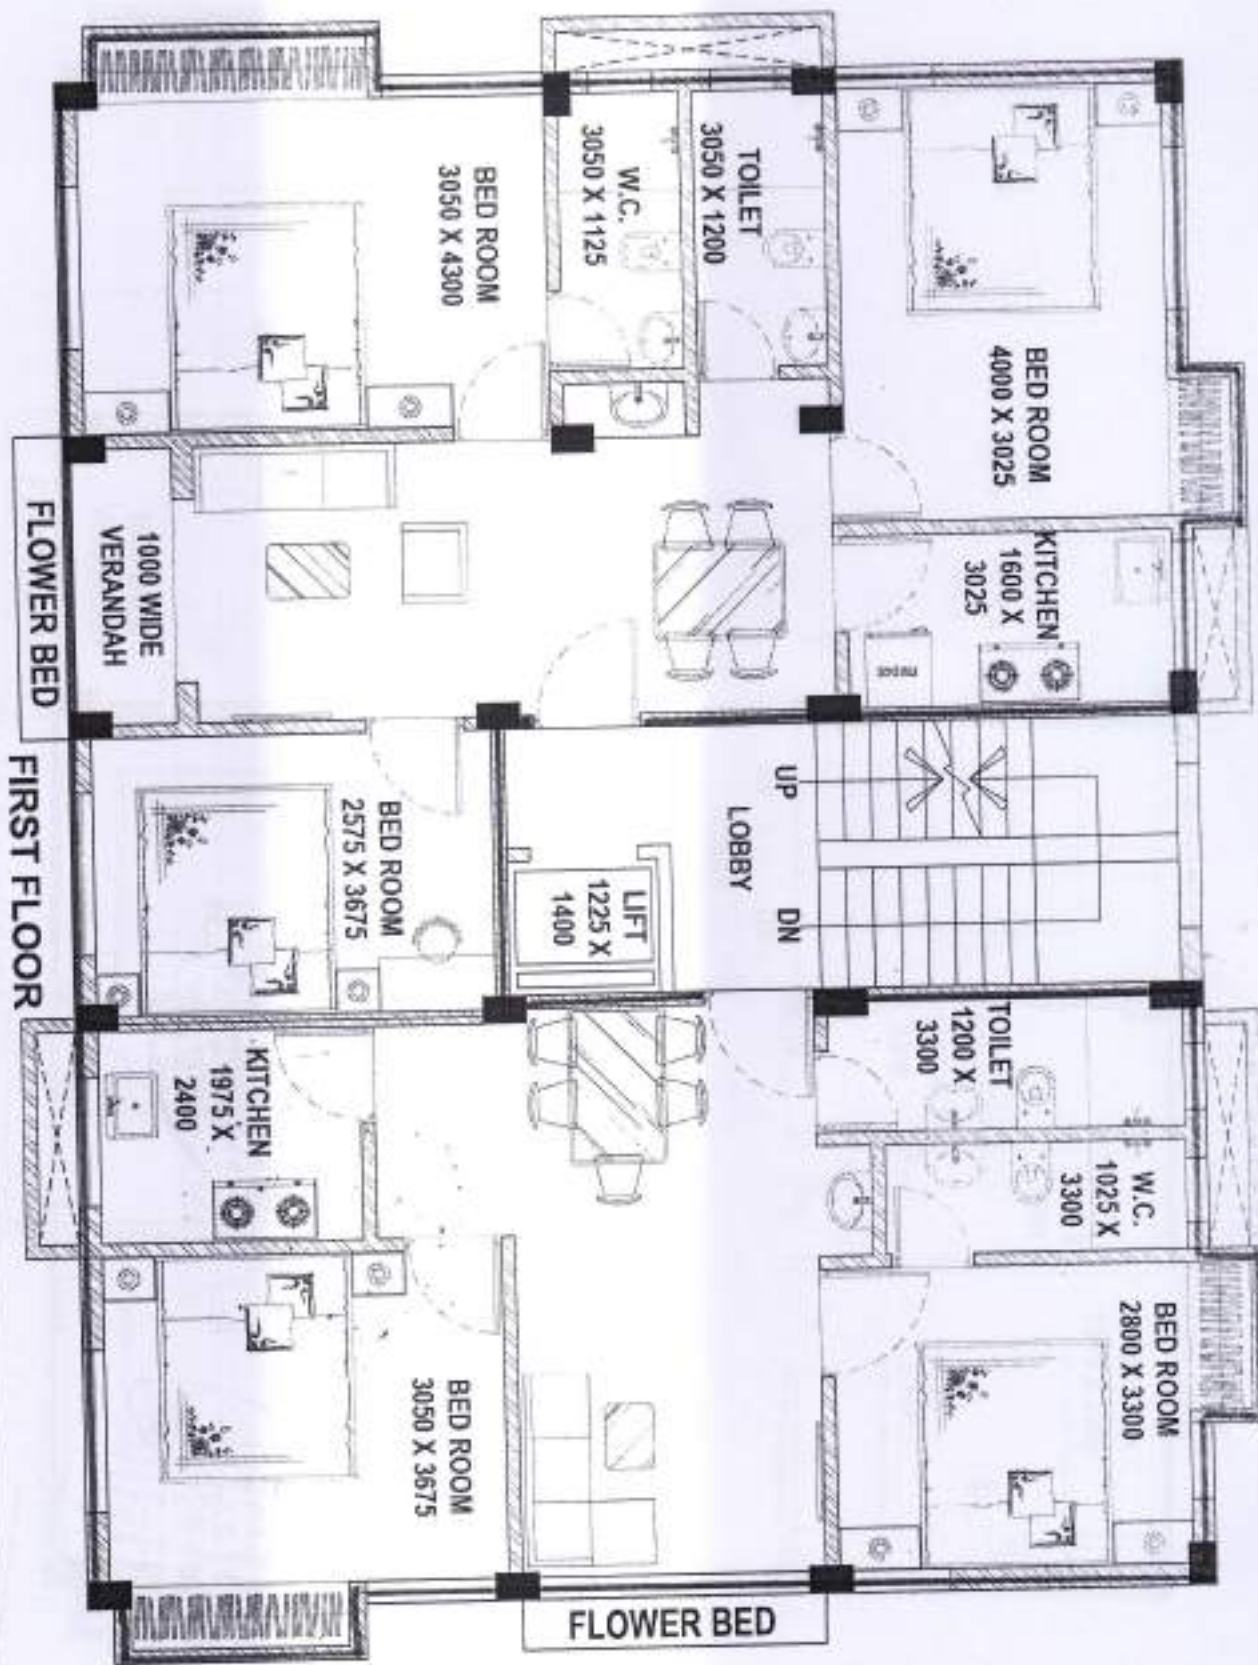 TOILET
3050 X 1200
W.C.
3050 X 1125
BED ROOM
3050 X 4300
BED ROOM
4000 X 3025
KITCHEN
1600 X
3025
FRIDGE
1000 WIDE
VERANDAH
FLOWER BED
UP
DN
LOBBY
LIFT
1225 X
1400
BED ROOM
2575 X 3675
FIRST FLOOR
TOILET
1200 X
3300
W.C.
1025 X
3300
KITCHEN
1975 X
2400
BED ROOM
2800 X 3300
BED ROOM
3050 X 3675
FLOWER BED